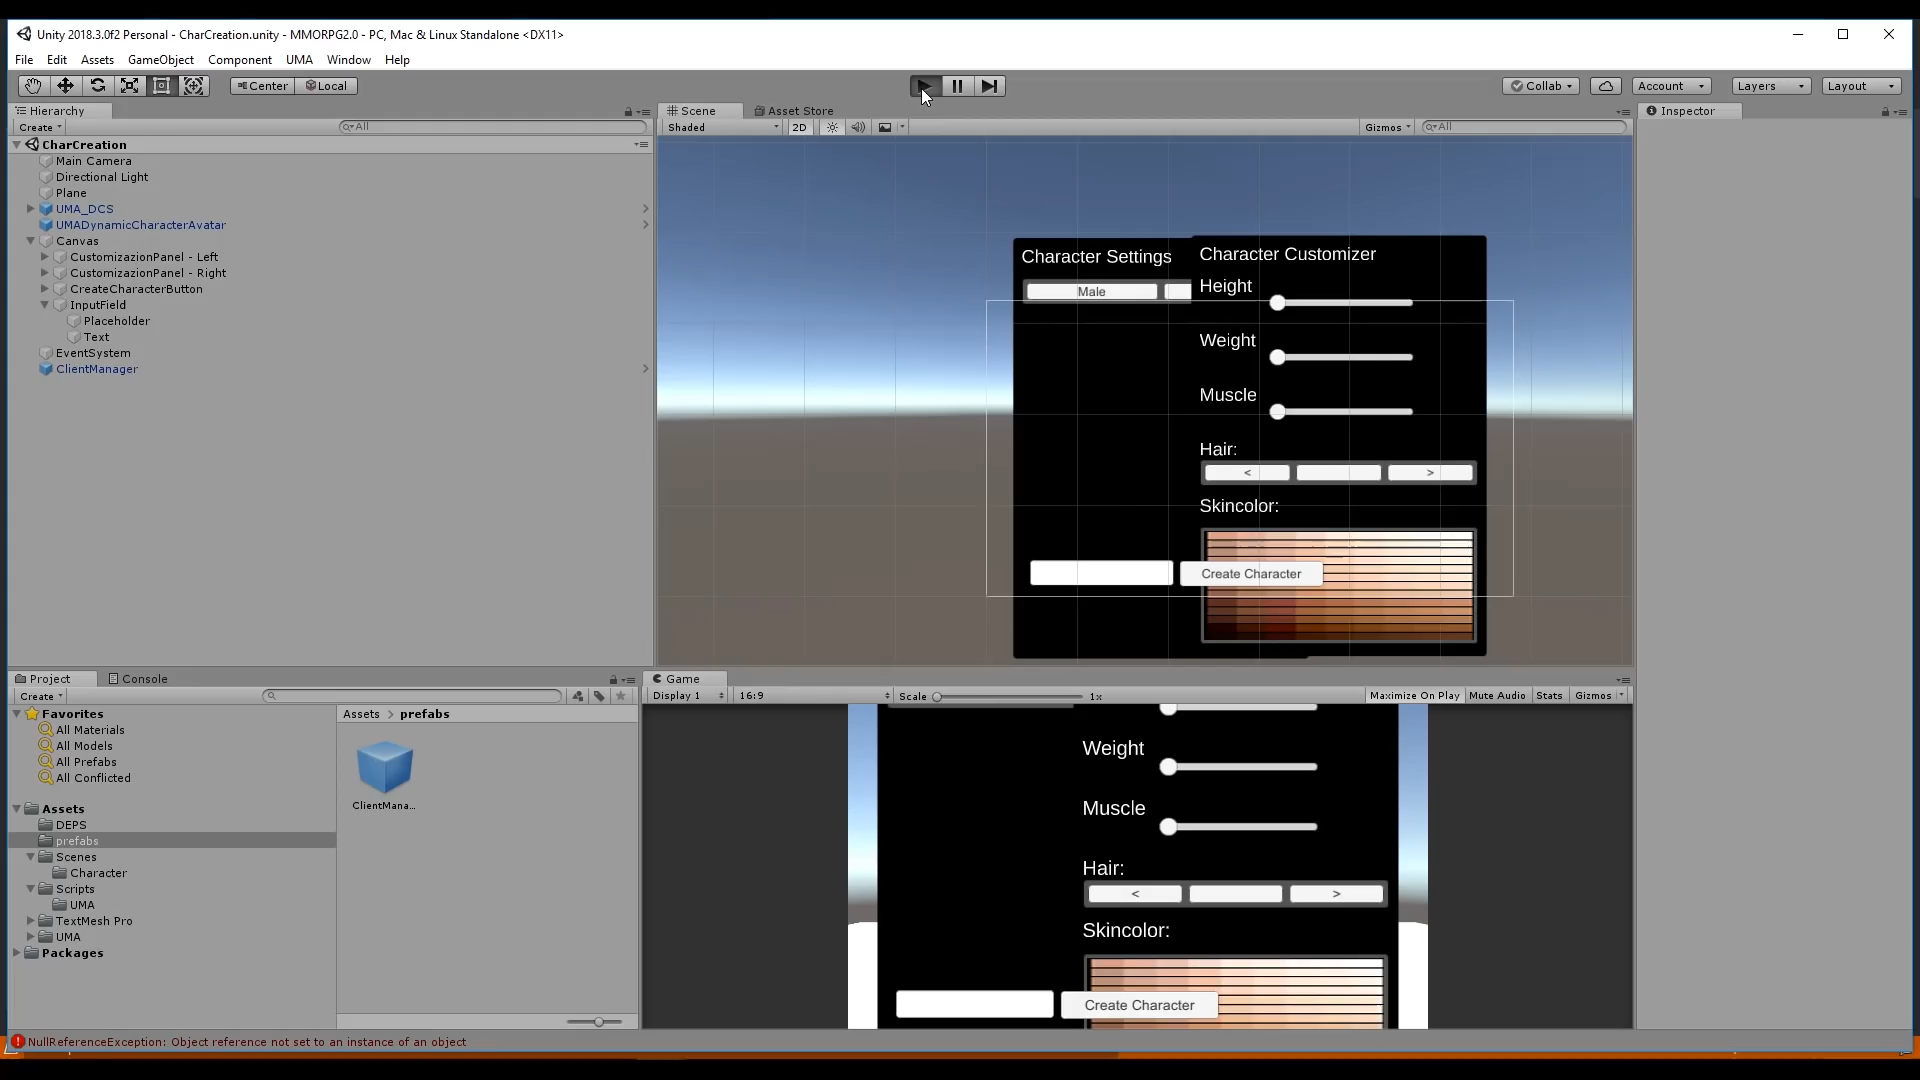 Unity 2018.3.0f2 Personal - CharCreation.unity - MMORPG2.0 - PC, Mac & Linux Standalone <DX11>
File Edit Assets GameObject Component UMA Window Help
Center Local Collab Account Layers Layout
Hierarchy
Create All
CharCreation
Main Camera
Directional Light
Plane
UMA_DCS
UMADynamicCharacterAvatar
Canvas
CustomizazionPanel - Left
CustomizazionPanel - Right
CreateCharacterButton
InputField
Placeholder
Text
EventSystem
ClientManager
Scene Asset Store
Shaded 2D Gizmos All
Character Settings
Male
Character Customizer
Height
Weight
Muscle
Hair:
< >
Skincolor:
Create Character
Inspector
Project Console
Create
Favorites
All Materials
All Models
All Prefabs
All Conflicted
Assets
DEPS
prefabs
Scenes
Character
Scripts
UMA
TextMesh Pro
UMA
Packages
Assets > prefabs
ClientMana...
Game
Display 1 16:9 Scale 1x Maximize On Play Mute Audio Stats Gizmos
Weight
Muscle
Hair:
< >
Skincolor:
Create Character
NullReferenceException: Object reference not set to an instance of an object